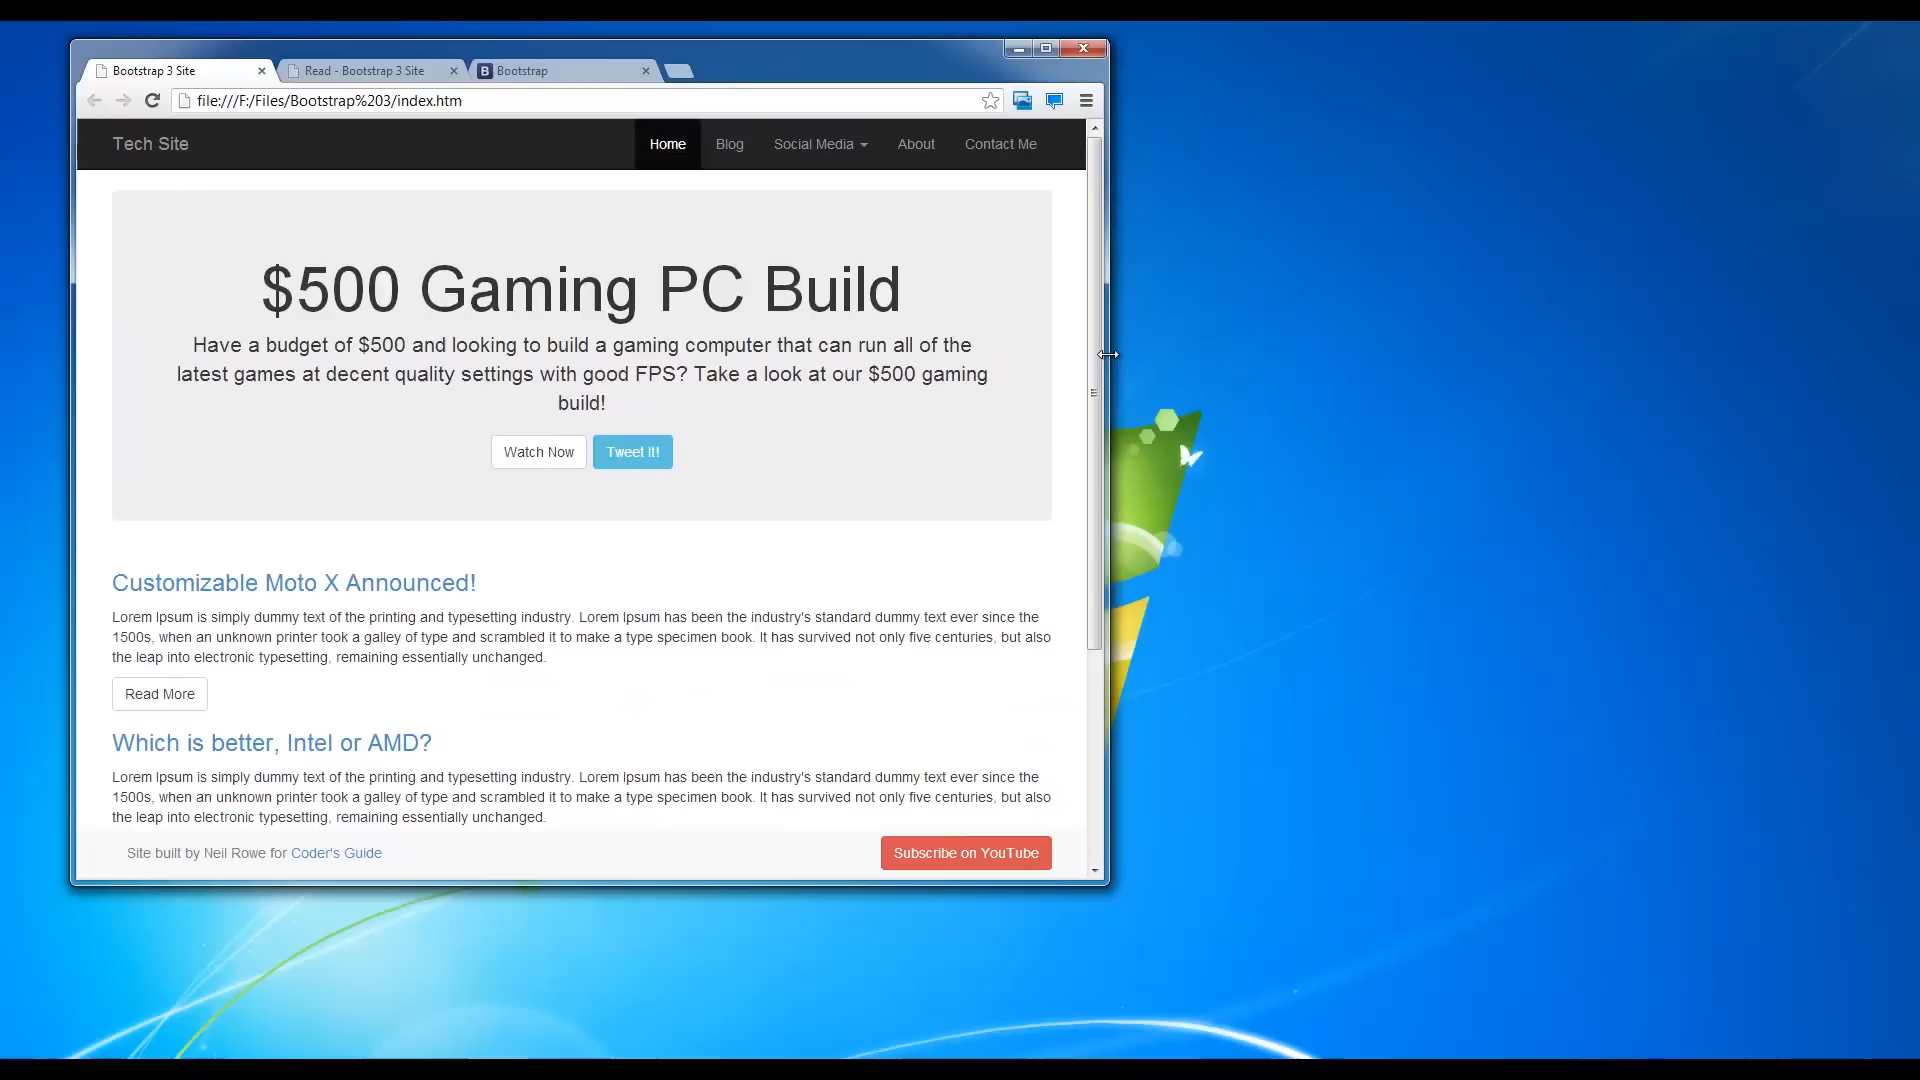 Bootstrap 3 Site
Read - Bootstrap 3 Site
B Bootstrap
file:///F:/Files/Bootstrap%203/index.htm
Tech Site
Home
Blog
Social Media
About
Contact Me
$500 Gaming PC Build
Have a budget of $500 and looking to build a gaming computer that can run all of the
latest games at decent quality settings with good FPS? Take a look at our $500 gaming
build!
Watch Now
Tweet It!
Customizable Moto X Announced!
Lorem Ipsum is simply dummy text of the printing and typesetting industry. Lorem Ipsum has been the industry's standard dummy text ever since the
1500s, when an unknown printer took a galley of type and scrambled it to make a type specimen book. It has survived not only five centuries, but also
the leap into electronic typesetting, remaining essentially unchanged.
Read More
Which is better, Intel or AMD?
Lorem Ipsum is simply dummy text of the printing and typesetting industry. Lorem Ipsum has been the industry's standard dummy text ever since the
1500s, when an unknown printer took a galley of type and scrambled it to make a type specimen book. It has survived not only five centuries, but also
the leap into electronic typesetting, remaining essentially unchanged.
Site built by Neil Rowe for Coder's Guide
Subscribe on YouTube